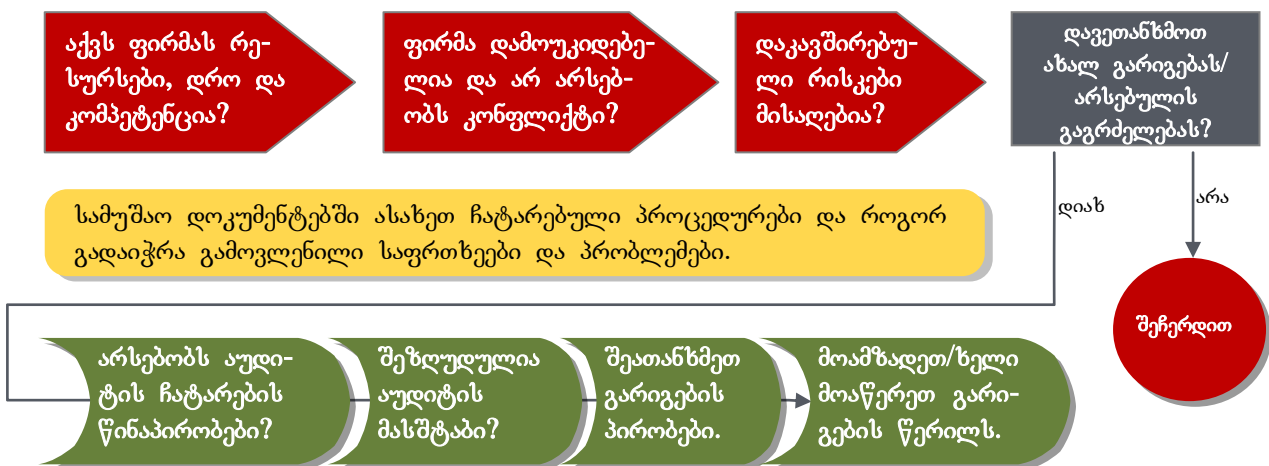 აქვს ფირმას რე-
სურსები, დრო და
კომპეტენცია?
ფირმა დამოუკიდებე-
ლია და არ არსებ-
ობს კონფლიქტი?
დაკავშირებუ-
ლი რისკები
მისაღებია?
დავეთანხმოთ
ახალ გარიგებას/
არსებულის
გაგრძელებას?
სამუშაო დოკუმენტებში ასახეთ ჩატარებული პროცედურები და როგორ
გადაიჭრა გამოვლენილი საფრთხეები და პრობლემები.
დიახ
არა
შეჩერდით
არსებობს აუდი-
ტის ჩატარების
წინაპირობები?
შეზღუდულია
აუდიტის
მასშტაბი?
შეათანხმეთ
გარიგების
პირობები.
მოამზადეთ/ხელი
მოაწერეთ გარი-
გების წერილს.